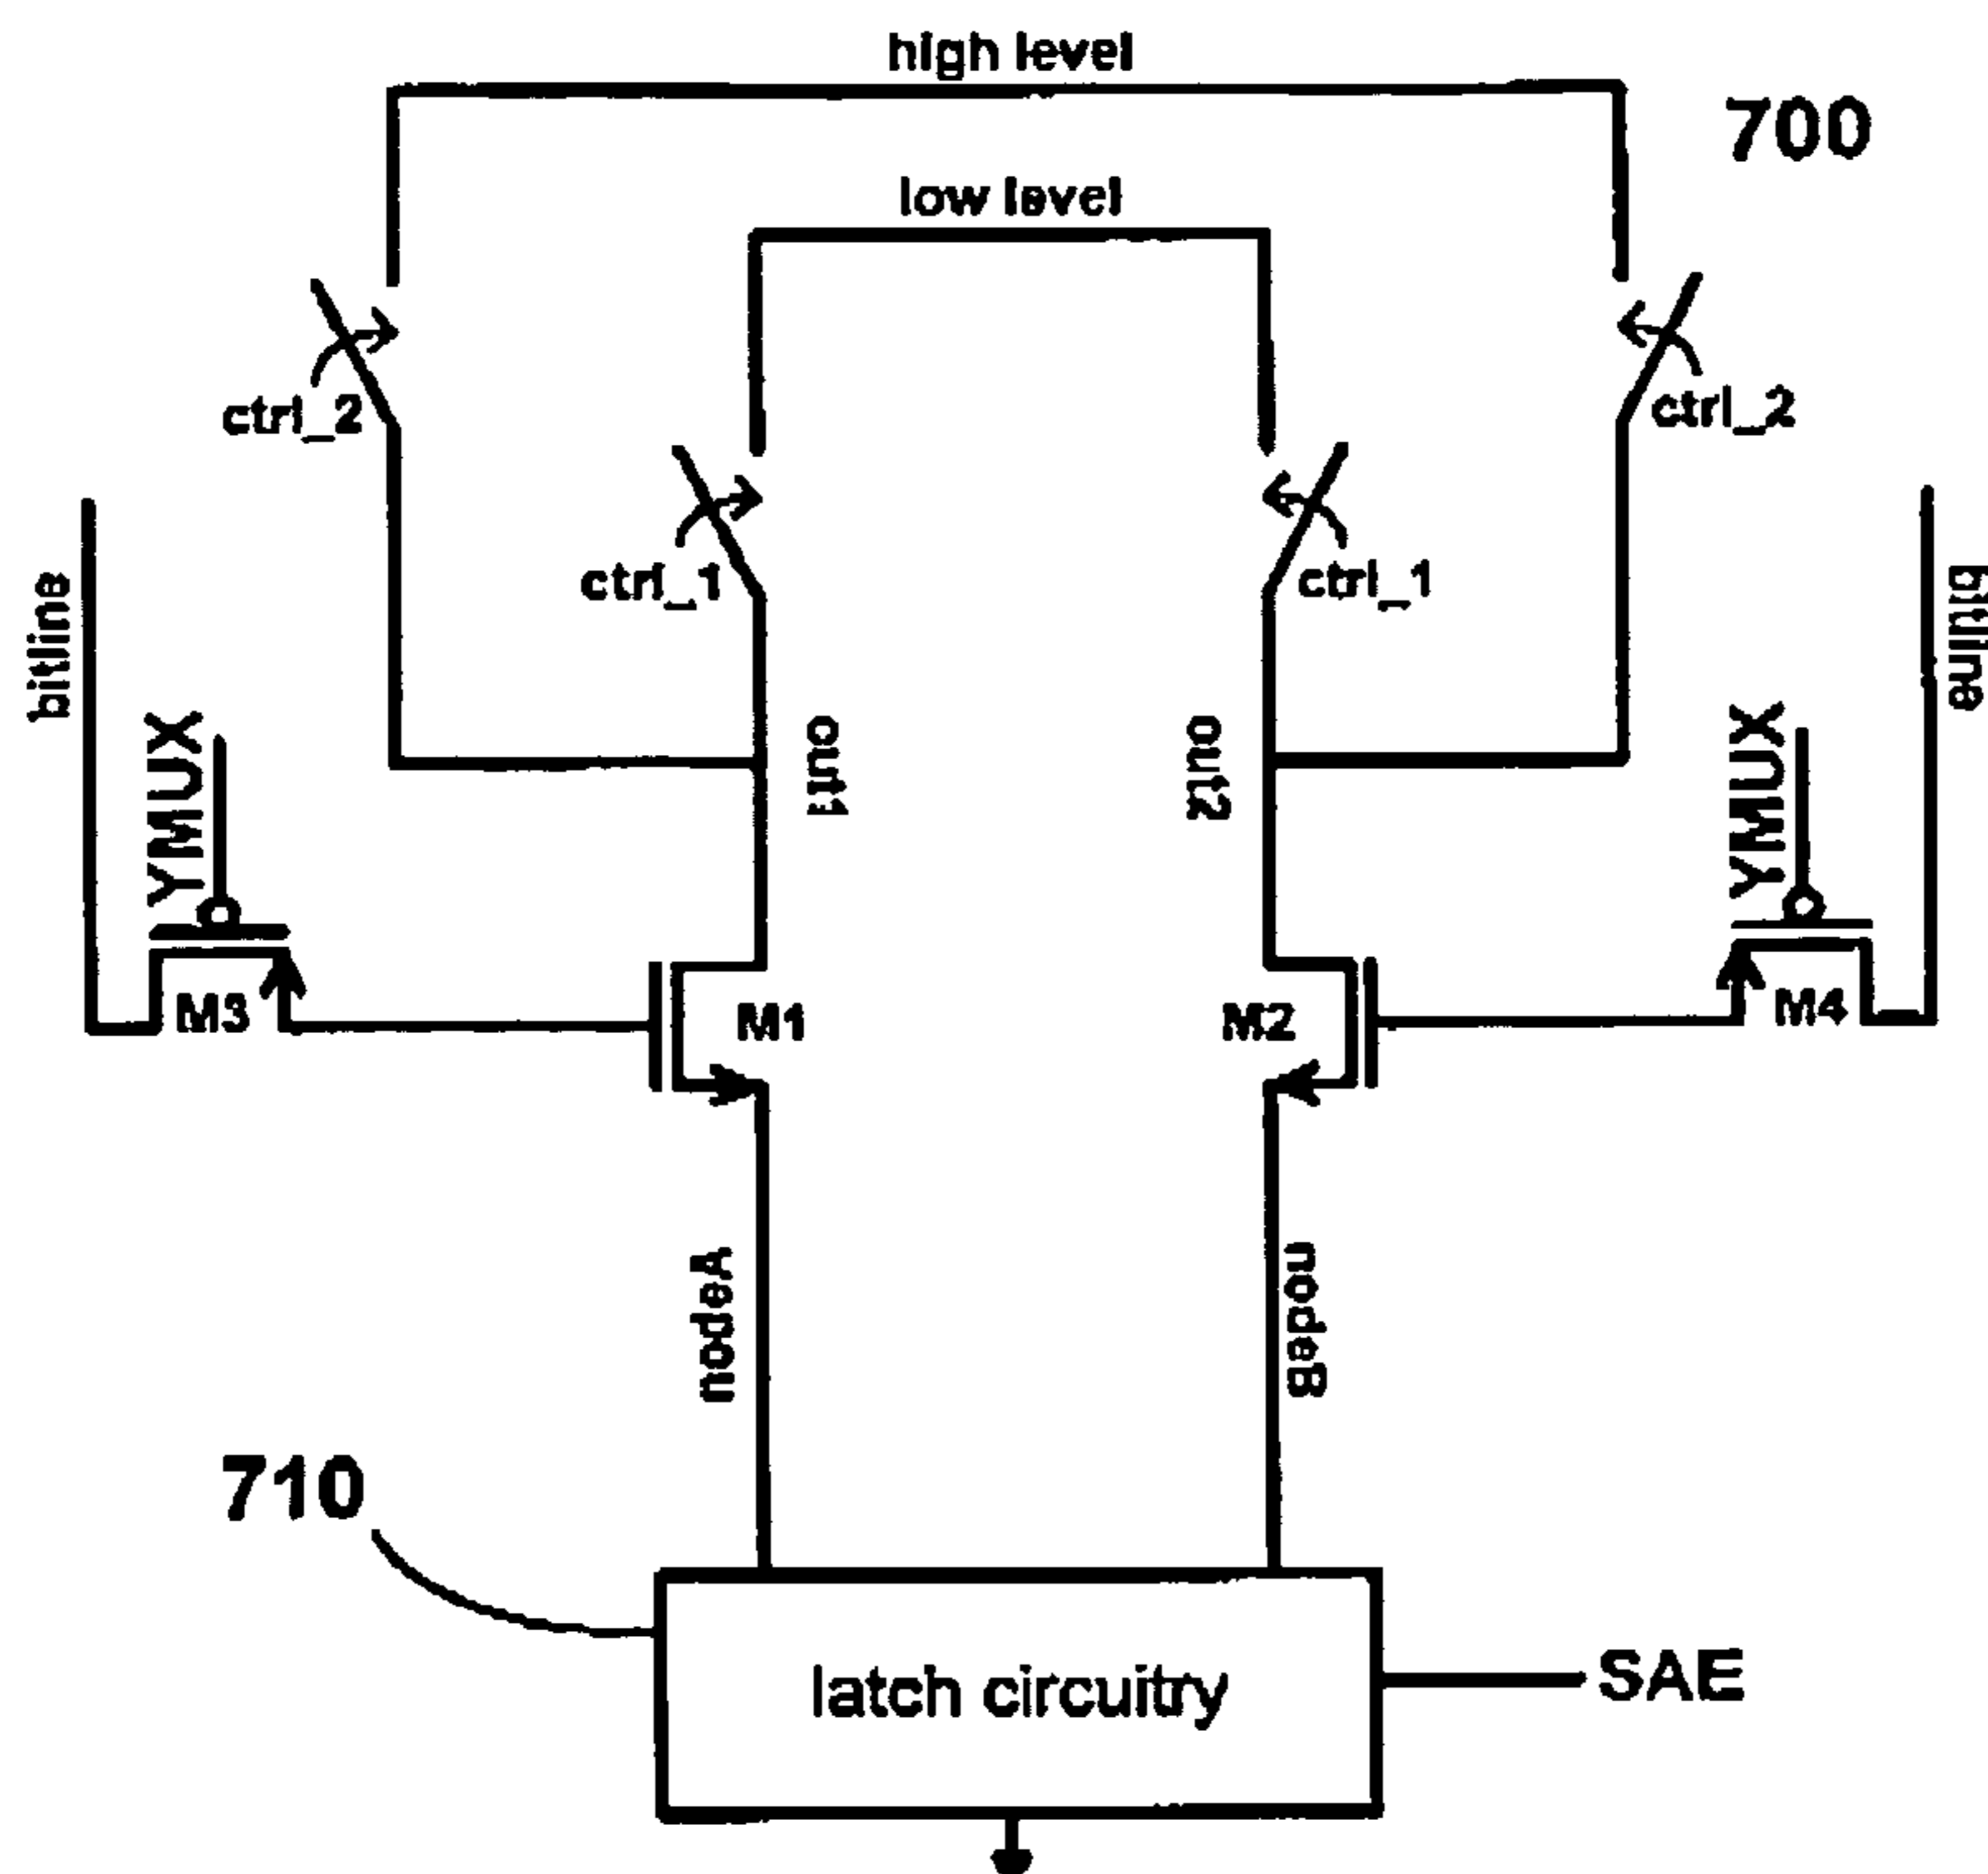 high level
700
low level
ctrl_2
ctrl_2
ctrl_1
ctrl_1
bitline
bitline
YMUX
out1
out2
YMUX
M3
M1
M2
M4
nodeA
nodeB
710
latch circuitry
SAE